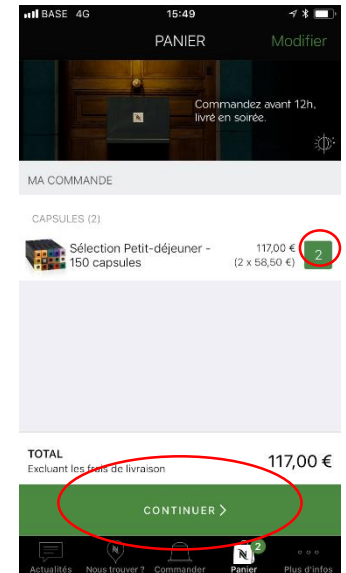 BASE 4G 15:49
PANIER Modifier
Commandez avant 12h,
livré en soirée.
MA COMMANDE
CAPSULES (2)
Sélection Petit-déjeuner - 117,00 € 2
150 capsules (2 x 58,50 €)
TOTAL
Excluant les frais de livraison 117,00 €
CONTINUER >
N N 2
Actualités Nous trouver ? Commander Panier Plus d'infos